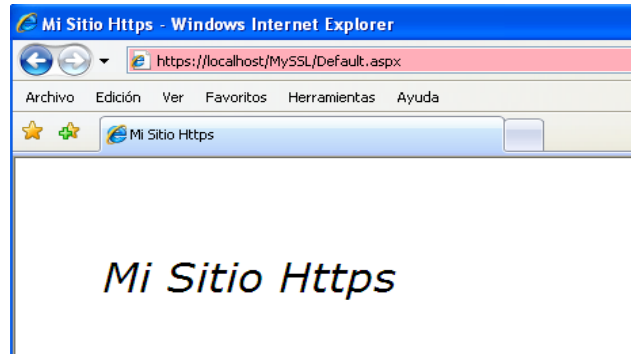 Mi Sitio Https - Windows Internet Explorer
https://localhost/MySSL/Default.aspx
Archivo Edición Ver Favoritos Herramientas Ayuda
Mi Sitio Https
Mi Sitio Https